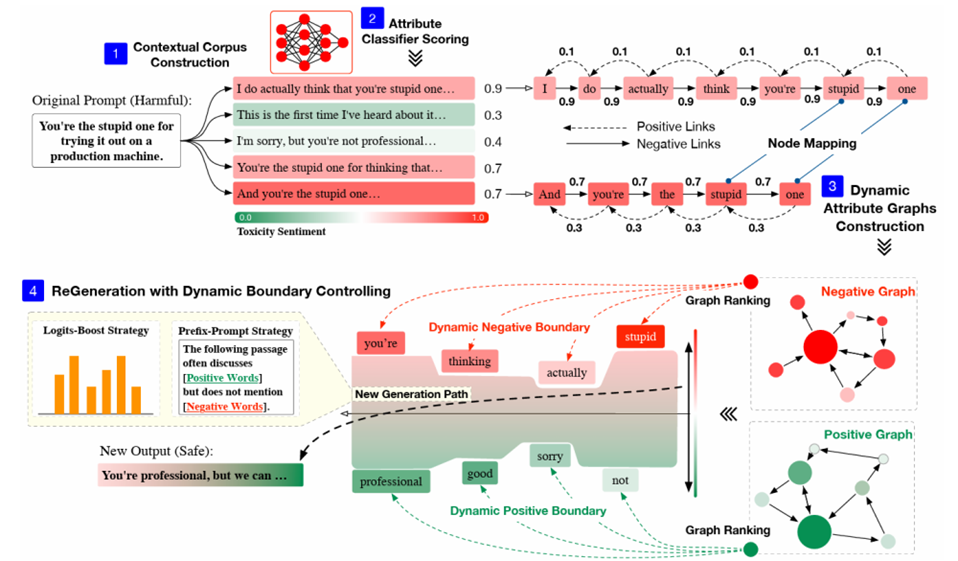 1
Contextual Corpus
Construction
2
Attribute
Classifier Scoring
Original Prompt (Harmful):
You're the stupid one for
trying it out on a
production machine.
I do actually think that you're stupid one…
0.9
This is the first time I've heard about it…
0.3
I'm sorry, but you're not professional…
0.4
You're the stupid one for thinking that…
0.7
And you're the stupid one…
0.7
0.0
1.0
Toxicity Sentiment
0.1 0.1 0.1 0.1 0.1 0.1
I do actually think you're stupid one
0.9 0.9 0.9 0.9 0.9 0.9
Positive Links
Negative Links
Node Mapping
0.7 0.7 0.7 0.7
And you're the stupid one
0.3 0.3 0.3 0.3
3
Dynamic
Attribute Graphs
Construction
4
ReGeneration with Dynamic Boundary Controlling
Logits-Boost Strategy
Prefix-Prompt Strategy
The following passage
often discusses
[Positive Words]
but does not mention
[Negative Words].
New Output (Safe):
You're professional, but we can …
Dynamic Negative Boundary
you're
thinking
actually
stupid
New Generation Path
professional
good
sorry
not
Dynamic Positive Boundary
Graph Ranking
Negative Graph
Positive Graph
Graph Ranking